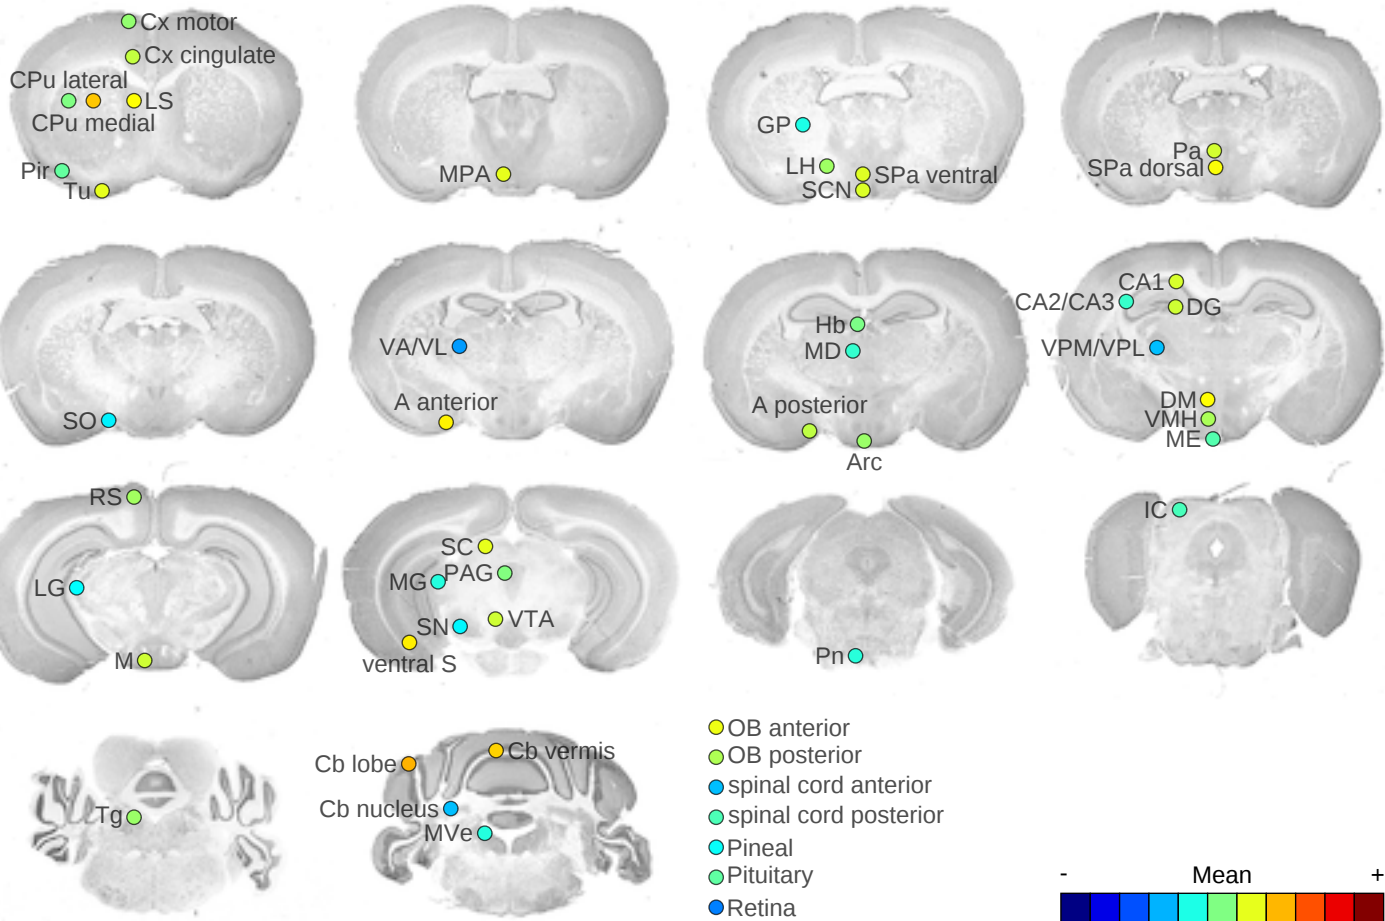 Cx motor
Cx cingulate
CPu lateral
LS
CPu medial
Pir
Tu
MPA
GP
LH
SPa ventral
SCN
Pa
SPa dorsal
SO
VA/VL
A anterior
Hb
MD
A posterior
Arc
CA1
CA2/CA3
DG
VPM/VPL
DM
VMH
ME
RS
LG
M
SC
MG
PAG
SN
VTA
ventral S
Pn
IC
Tg
Cb lobe
Cb vermis
Cb nucleus
MVe
OB anterior
OB posterior
spinal cord anterior
spinal cord posterior
Pineal
Pituitary
Retina
- Mean +